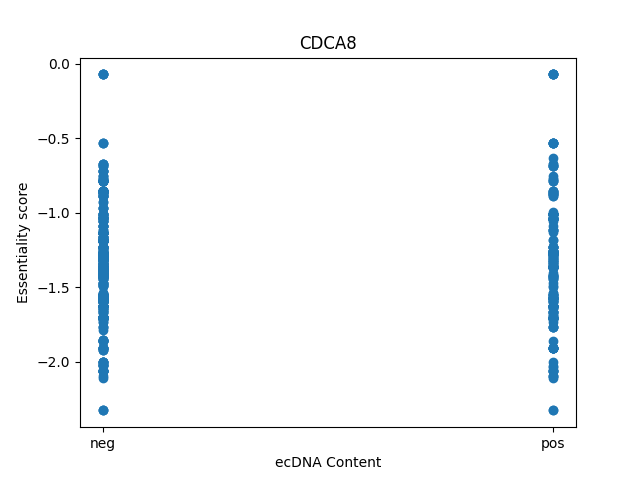 CDCA8
0.0
−0.5
−1.0
−1.5
−2.0
Essentiality score
neg
pos
ecDNA Content